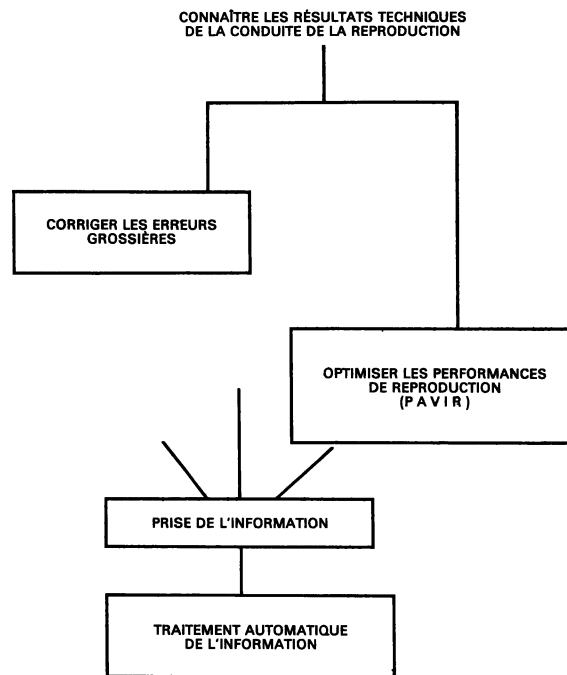 CONNAÎTRE LES RÉSULTATS TECHNIQUES
DE LA CONDUITE DE LA REPRODUCTION
CORRIGER LES ERREURS
GROSSIÈRES
OPTIMISER LES PERFORMANCES
DE REPRODUCTION
(P A V I R)
PRISE DE L'INFORMATION
TRAITEMENT AUTOMATIQUE
DE L'INFORMATION